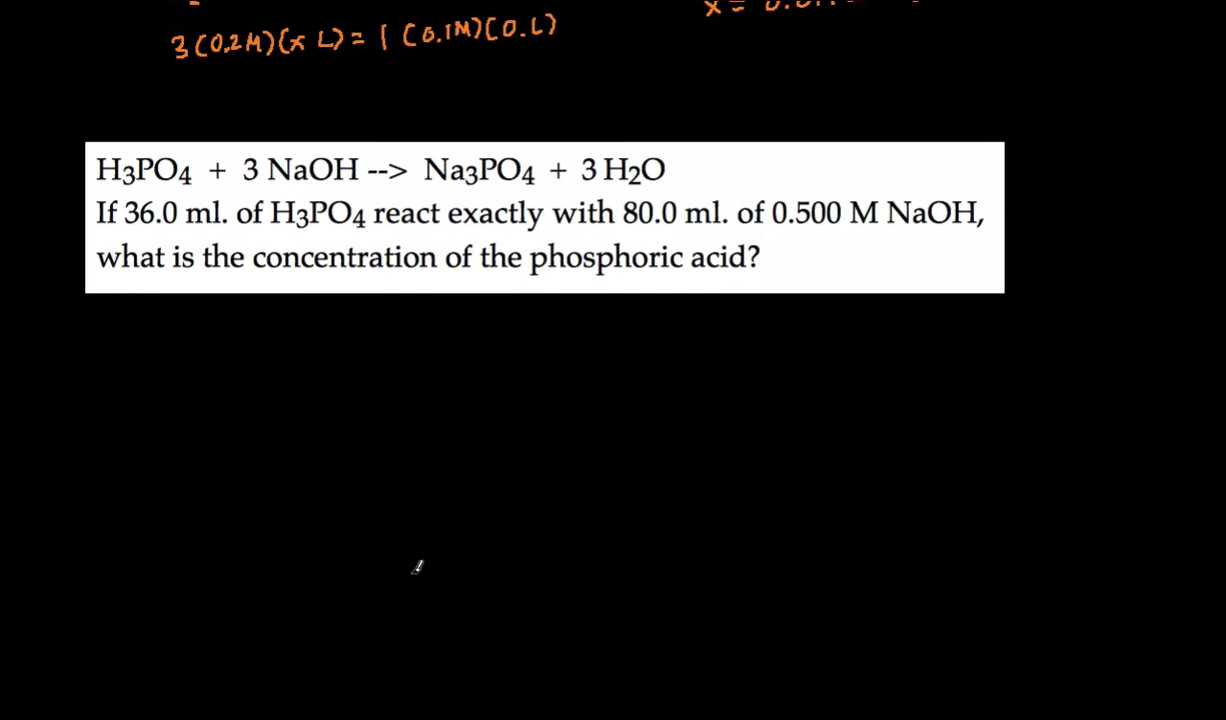 3(0.2M)(x L) = 1 (0.1M)(0.L)
H3PO4 + 3 NaOH --> Na3PO4 + 3 H2O
If 36.0 ml. of H3PO4 react exactly with 80.0 ml. of 0.500 M NaOH,
what is the concentration of the phosphoric acid?